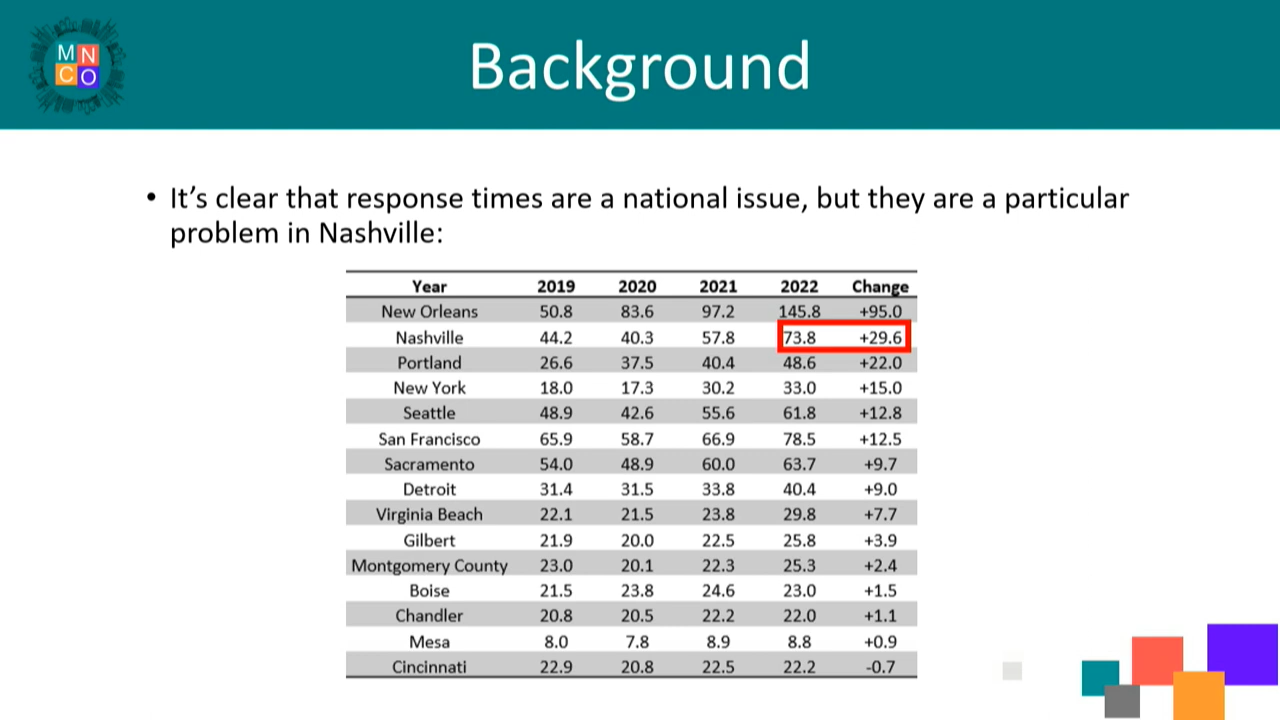 MN
CO
Background
• It's clear that response times are a national issue, but they are a particular
problem in Nashville:
Year 2019 2020 2021 2022 Change
New Orleans 50.8 83.6 97.2 145.8 +95.0
Nashville 44.2 40.3 57.8 73.8 +29.6
Portland 26.6 37.5 40.4 48.6 +22.0
New York 18.0 17.3 30.2 33.0 +15.0
Seattle 48.9 42.6 55.6 61.8 +12.8
San Francisco 65.9 58.7 66.9 78.5 +12.5
Sacramento 54.0 48.9 60.0 63.7 +9.7
Detroit 31.4 31.5 33.8 40.4 +9.0
Virginia Beach 22.1 21.5 23.8 29.8 +7.7
Gilbert 21.9 20.0 22.5 25.8 +3.9
Montgomery County 23.0 20.1 22.3 25.3 +2.4
Boise 21.5 23.8 24.6 23.0 +1.5
Chandler 20.8 20.5 22.2 22.0 +1.1
Mesa 8.0 7.8 8.9 8.8 +0.9
Cincinnati 22.9 20.8 22.5 22.2 -0.7